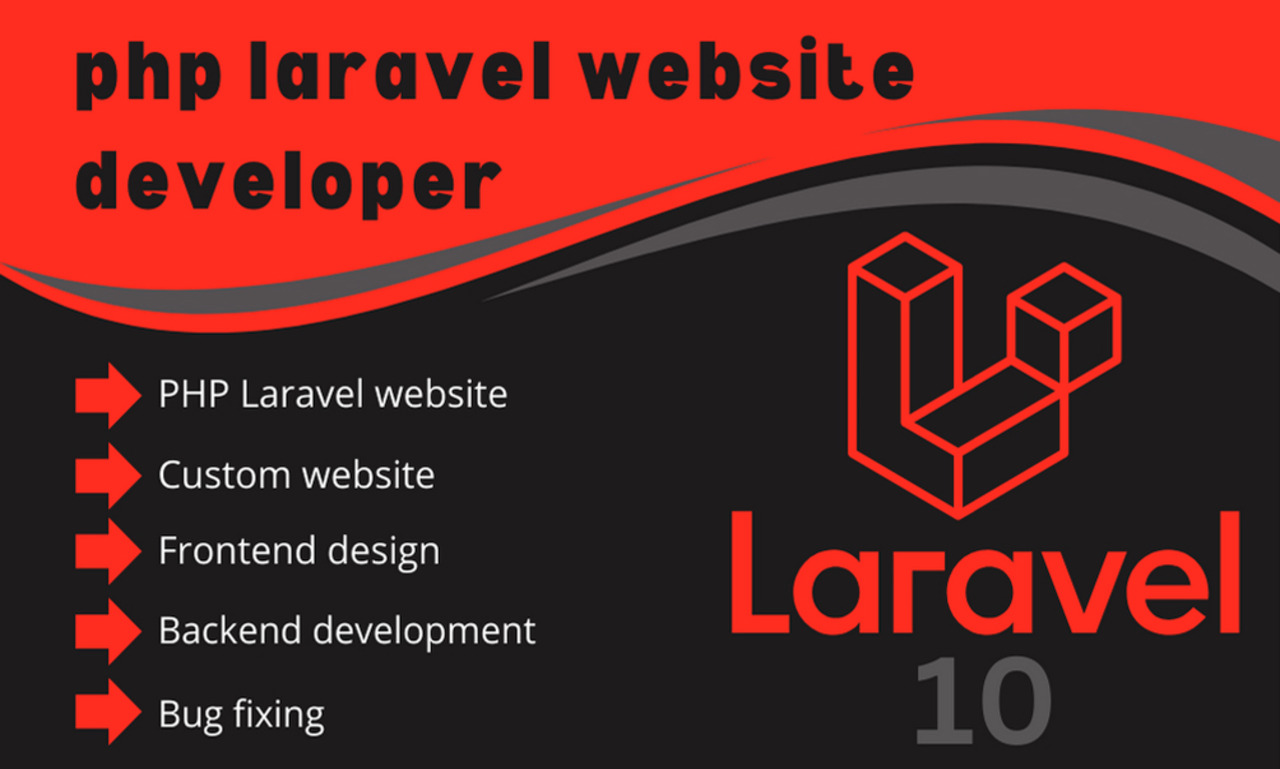 php laravel website
developer
PHP Laravel website
Custom website
Frontend design
Backend development
Bug fixing
Laravel
10